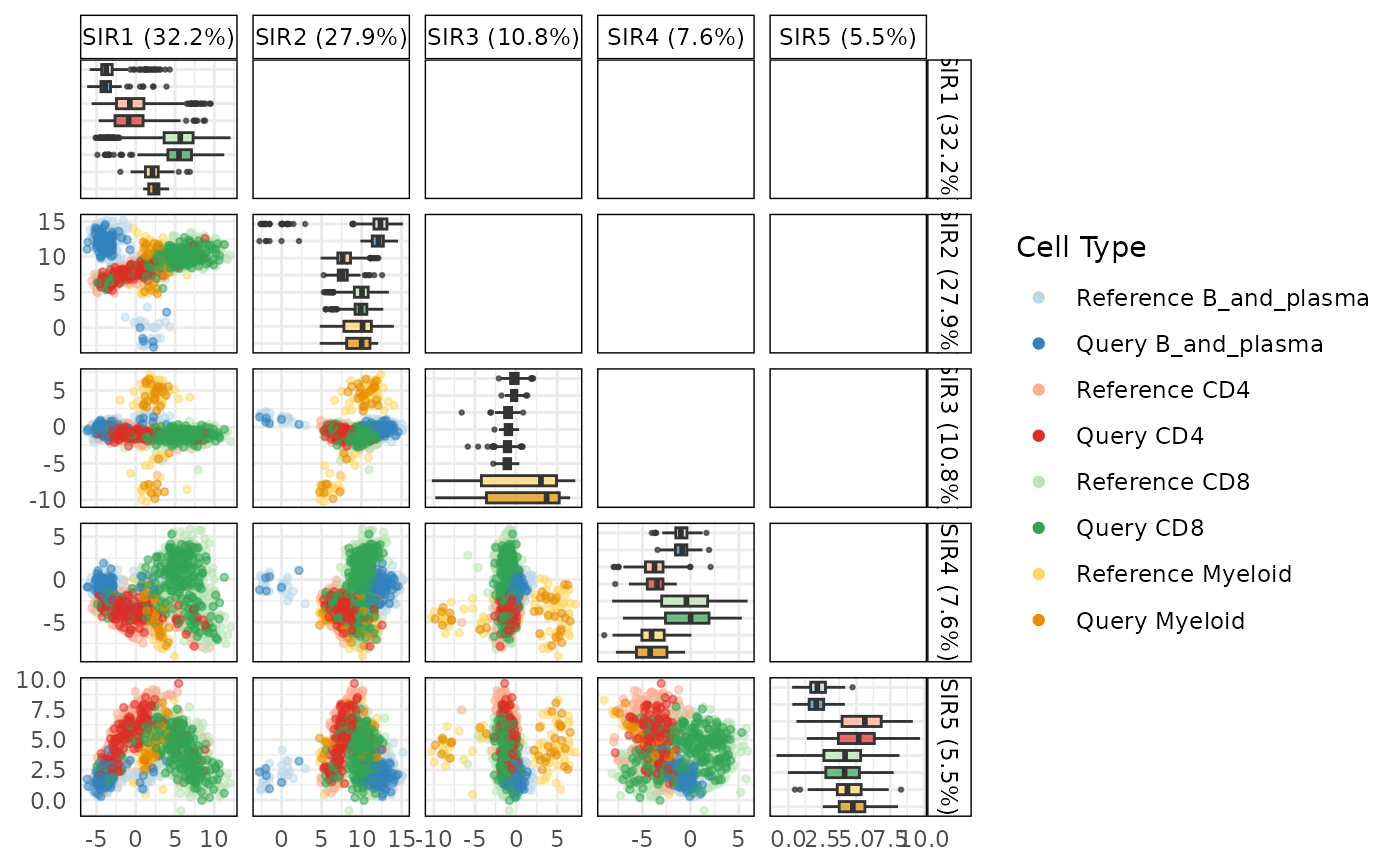 SIR1 (32.2%)
SIR2 (27.9%)
SIR3 (10.8%)
SIR4 (7.6%)
SIR5 (5.5%)
SIR1 (32.2%
15
10
5
0
SIR2 (27.9%
5
0
-5
-10
SIR3 (10.8%
5
0
-5
SIR4 (7.6%)
10.0
7.5
5.0
2.5
0.0
SIR5 (5.5%)
-5 0 5 10
0 5 10 15
-10 -5 0 5
-5 0 5
0.0 2.5 5.0 7.5 10.0
Cell Type
Reference B_and_plasma
Query B_and_plasma
Reference CD4
Query CD4
Reference CD8
Query CD8
Reference Myeloid
Query Myeloid